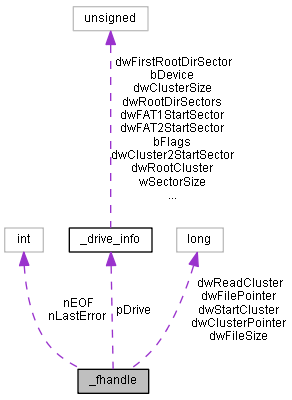 unsigned
dwFirstRootDirSector
bDevice
dwClusterSize
dwRootDirSectors
dwFAT1StartSector
dwFAT2StartSector
bFlags
dwCluster2StartSector
dwRootCluster
wSectorSize
...
int
_drive_info
long
nEOF
nLastError
pDrive
dwReadCluster
dwFilePointer
dwStartCluster
dwClusterPointer
dwFileSize
_fhandle